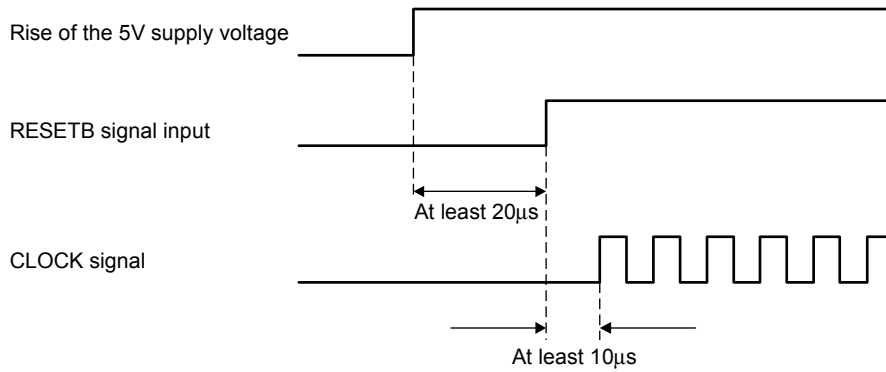 Rise of the 5V supply voltage
RESETB signal input
At least 20μs
CLOCK signal
At least 10μs